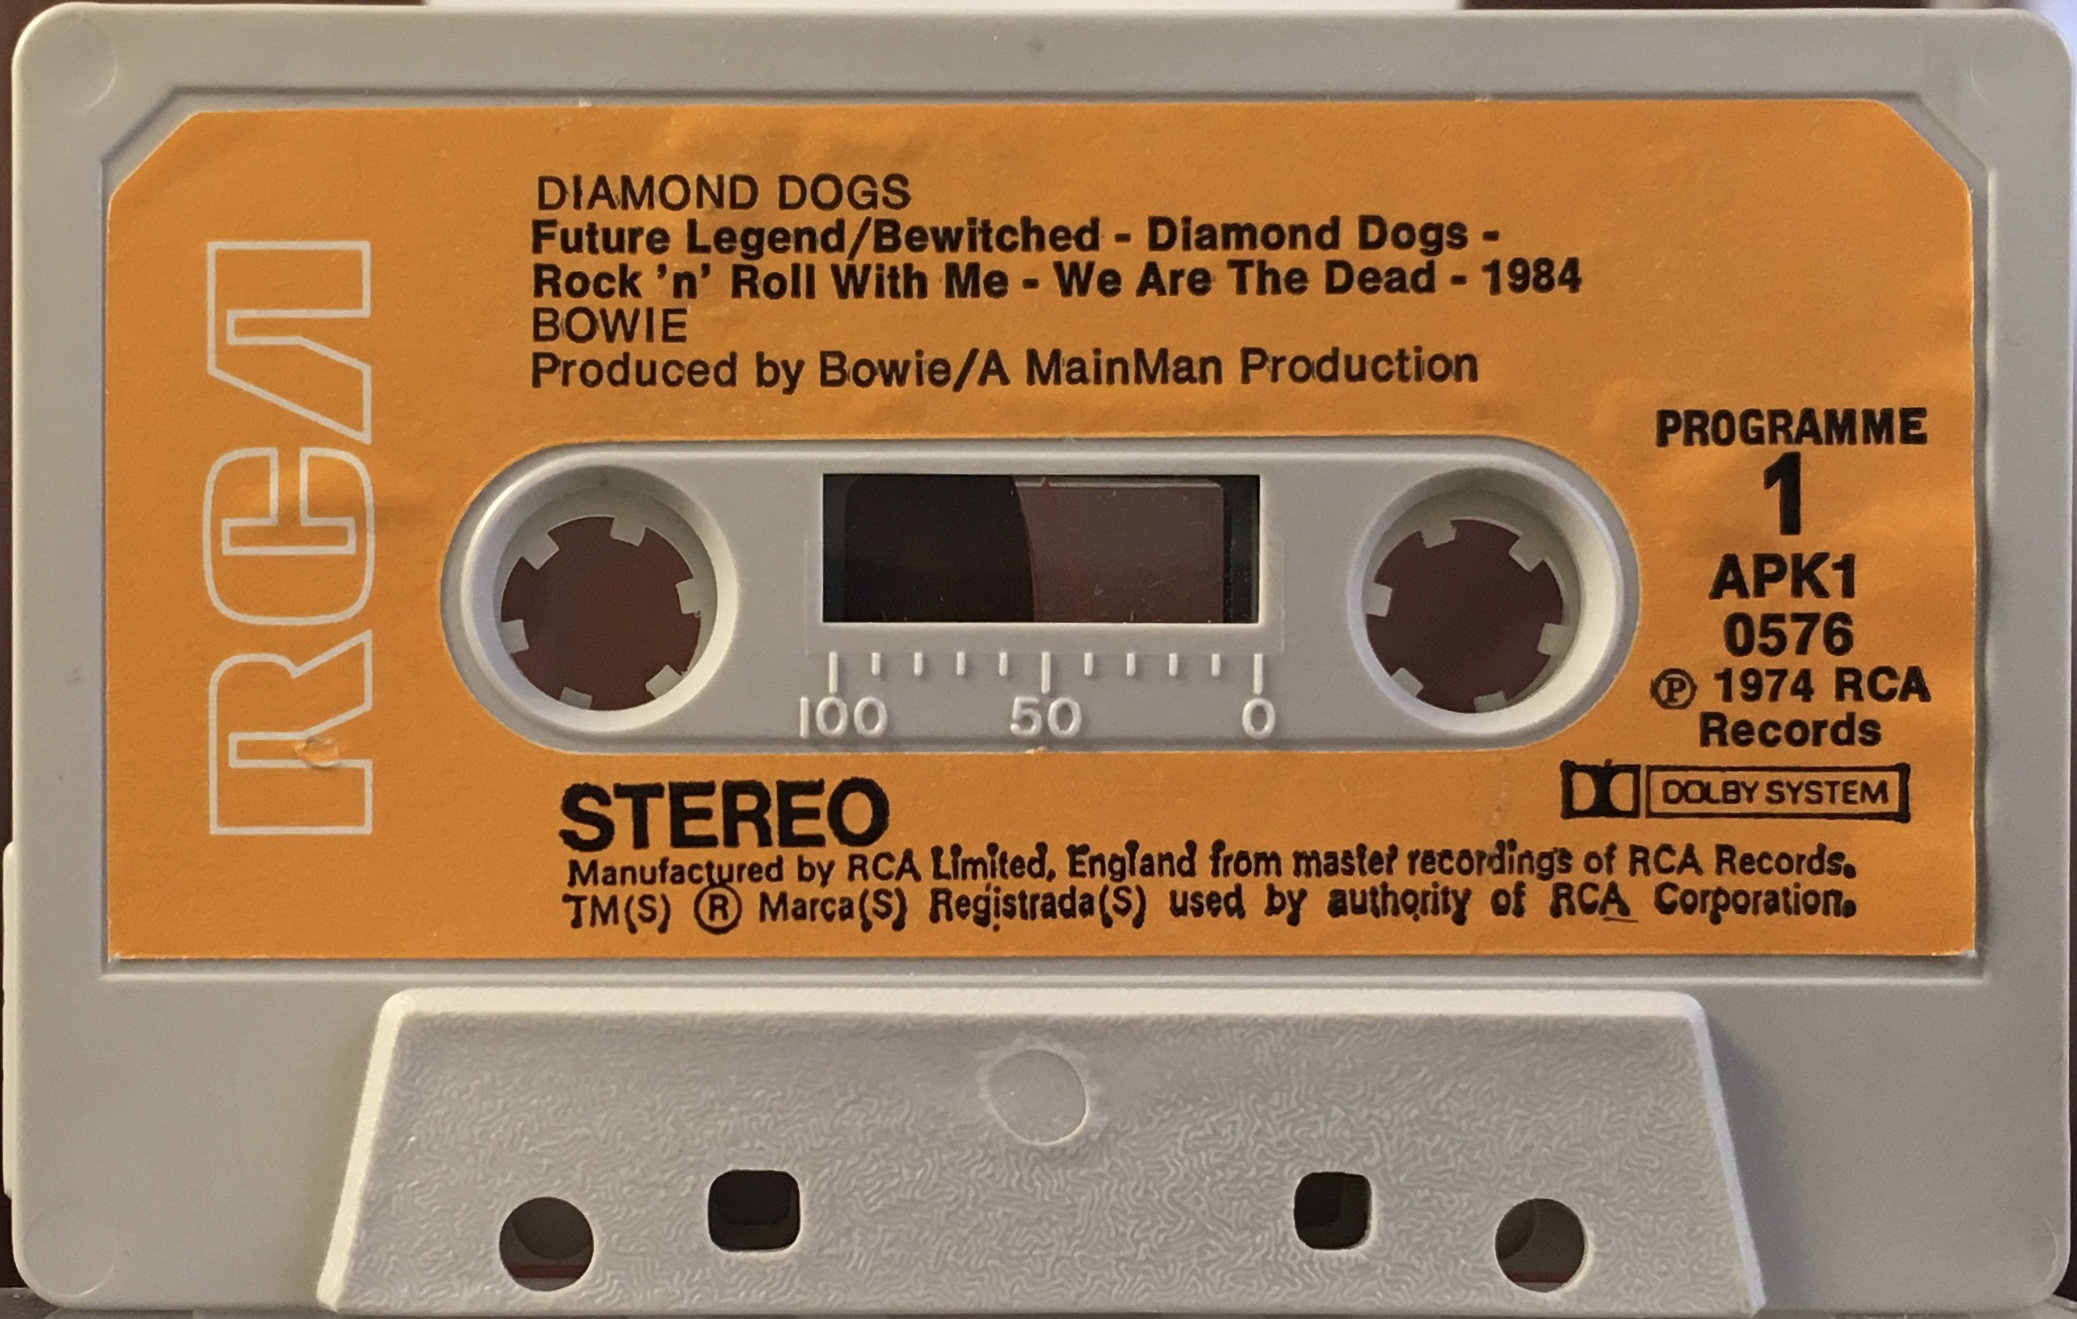 RCA
DIAMOND DOGS
Future Legend/Bewitched - Diamond Dogs -
Rock 'n' Roll With Me - We Are The Dead - 1984
BOWIE
Produced by Bowie/A MainMan Production
PROGRAMME
1
APK1
0576
℗ 1974 RCA
Records
100 50 0
DOLBY SYSTEM
STEREO
Manufactured by RCA Limited, England from master recordings of RCA Records.
TM(S) ® Marca(S) Registrada(S) used by authority of RCA Corporation.